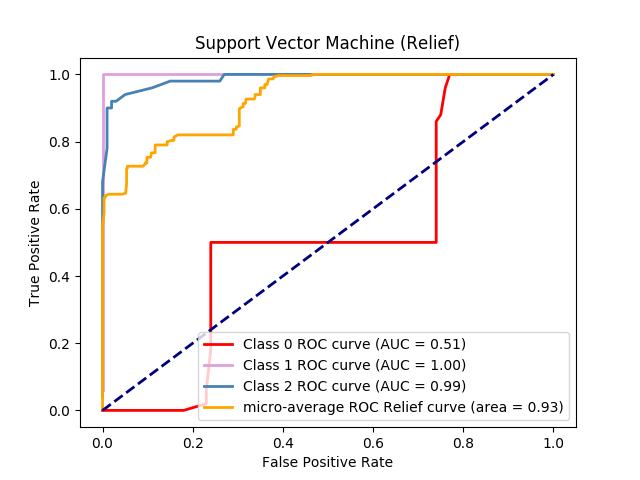 Support Vector Machine (Relief)
True Positive Rate
1.0
0.8
0.6
0.4
0.2
0.0
Class 0 ROC curve (AUC = 0.51)
Class 1 ROC curve (AUC = 1.00)
Class 2 ROC curve (AUC = 0.99)
micro-average ROC Relief curve (area = 0.93)
0.0 0.2 0.4 0.6 0.8 1.0
False Positive Rate